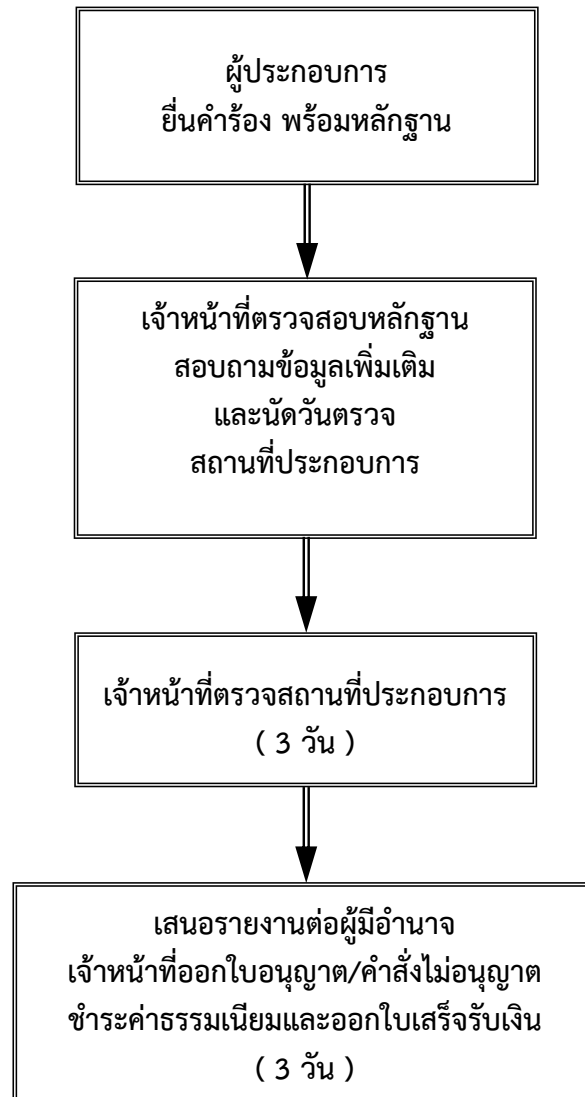 ผู้ประกอบการ
ยื่นคำร้อง พร้อมหลักฐาน
เจ้าหน้าที่ตรวจสอบหลักฐาน
สอบถามข้อมูลเพิ่มเติม
และนัดวันตรวจ
สถานที่ประกอบการ
เจ้าหน้าที่ตรวจสถานที่ประกอบการ
( 3 วัน )
เสนอรายงานต่อผู้มีอำนาจ
เจ้าหน้าที่ออกใบอนุญาต/คำสั่งไม่อนุญาต
ชำระค่าธรรมเนียมและออกใบเสร็จรับเงิน
( 3 วัน )